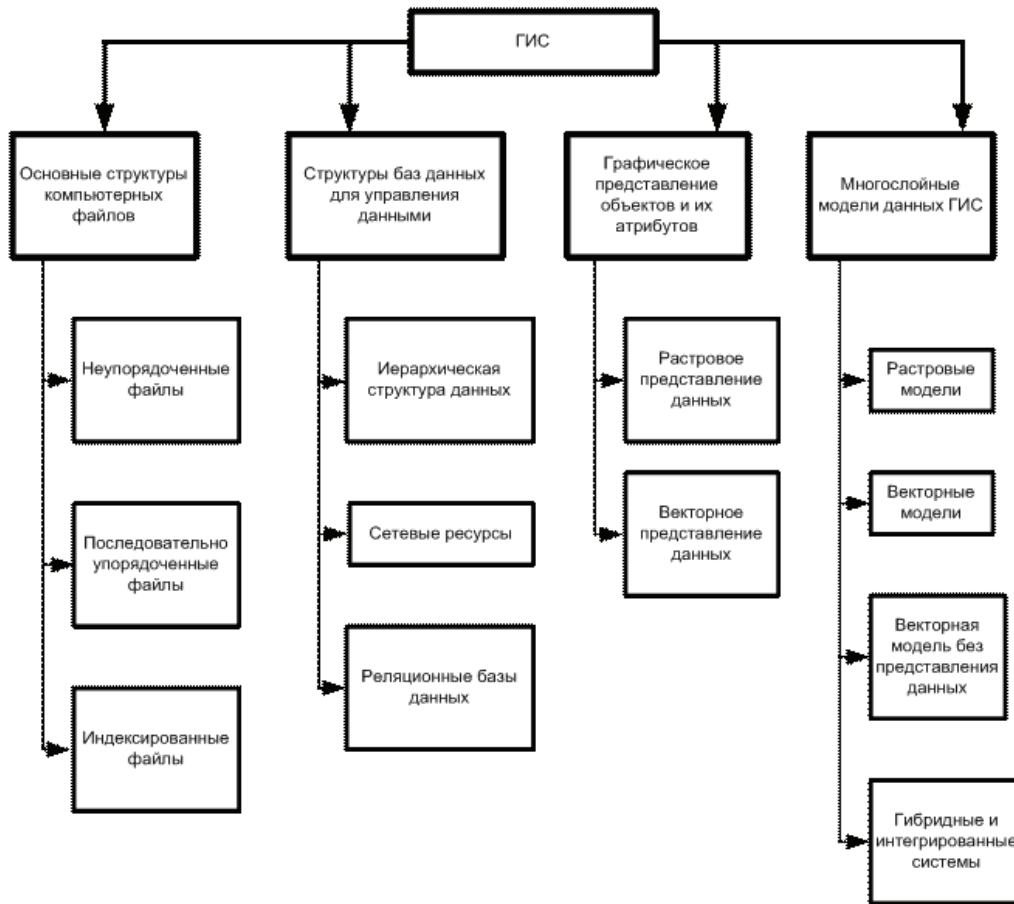 ГИС
Основные структуры
компьютерных
файлов
Структуры баз данных
для управления
данными
Графическое
представление
объектов и их
атрибутов
Многослойные
модели данных ГИС
Неупорядоченные
файлы
Последовательно
упорядоченные
файлы
Индексированные
файлы
Иерархическая
структура данных
Сетевые ресурсы
Реляционные базы
данных
Растровое
представление
данных
Векторное
представление
данных
Растровые
модели
Векторные
модели
Векторная
модель без
представления
данных
Гибридные и
интегрированные
системы